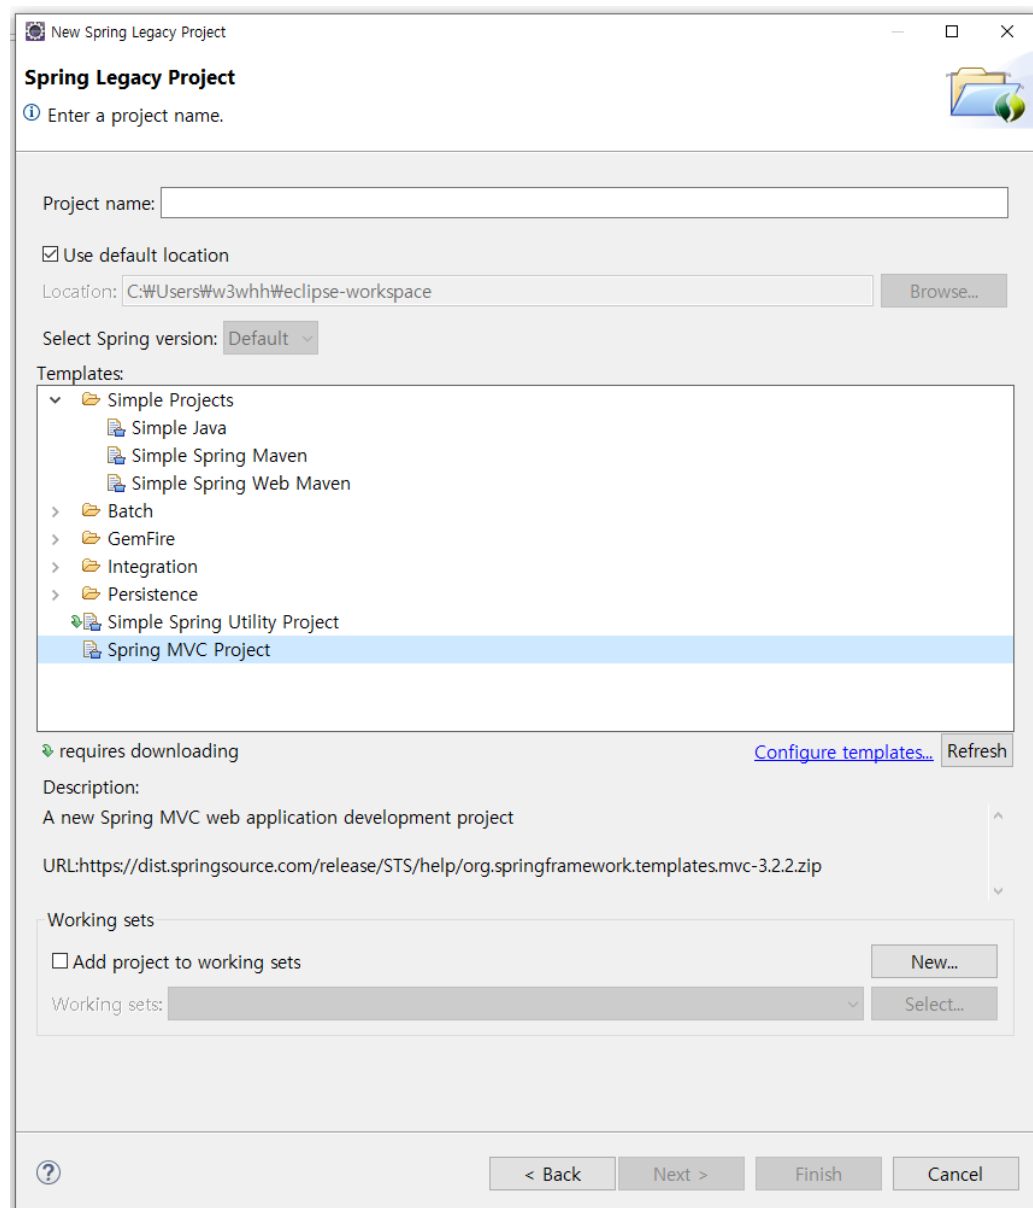 New Spring Legacy Project
Spring Legacy Project
Enter a project name.
Project name:
Use default location
Location: C:₩Users₩w3whh₩eclipse-workspace Browse...
Select Spring version: Default
Templates:
Simple Projects
Simple Java
Simple Spring Maven
Simple Spring Web Maven
Batch
GemFire
Integration
Persistence
Simple Spring Utility Project
Spring MVC Project
requires downloading Configure templates... Refresh
Description:
A new Spring MVC web application development project
URL:https://dist.springsource.com/release/STS/help/org.springframework.templates.mvc-3.2.2.zip
Working sets
Add project to working sets New...
Working sets: Select...
? < Back Next > Finish Cancel